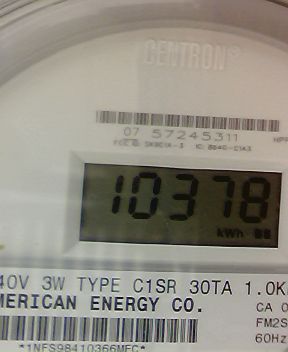 CENTRON®
07 57245311
10378
kWh 88
40V 3W TYPE C1SR 30TA 1.0K
MERICAN ENERGY CO.
CA 0
FM2S
60Hz
*1NFS98410366MFC*